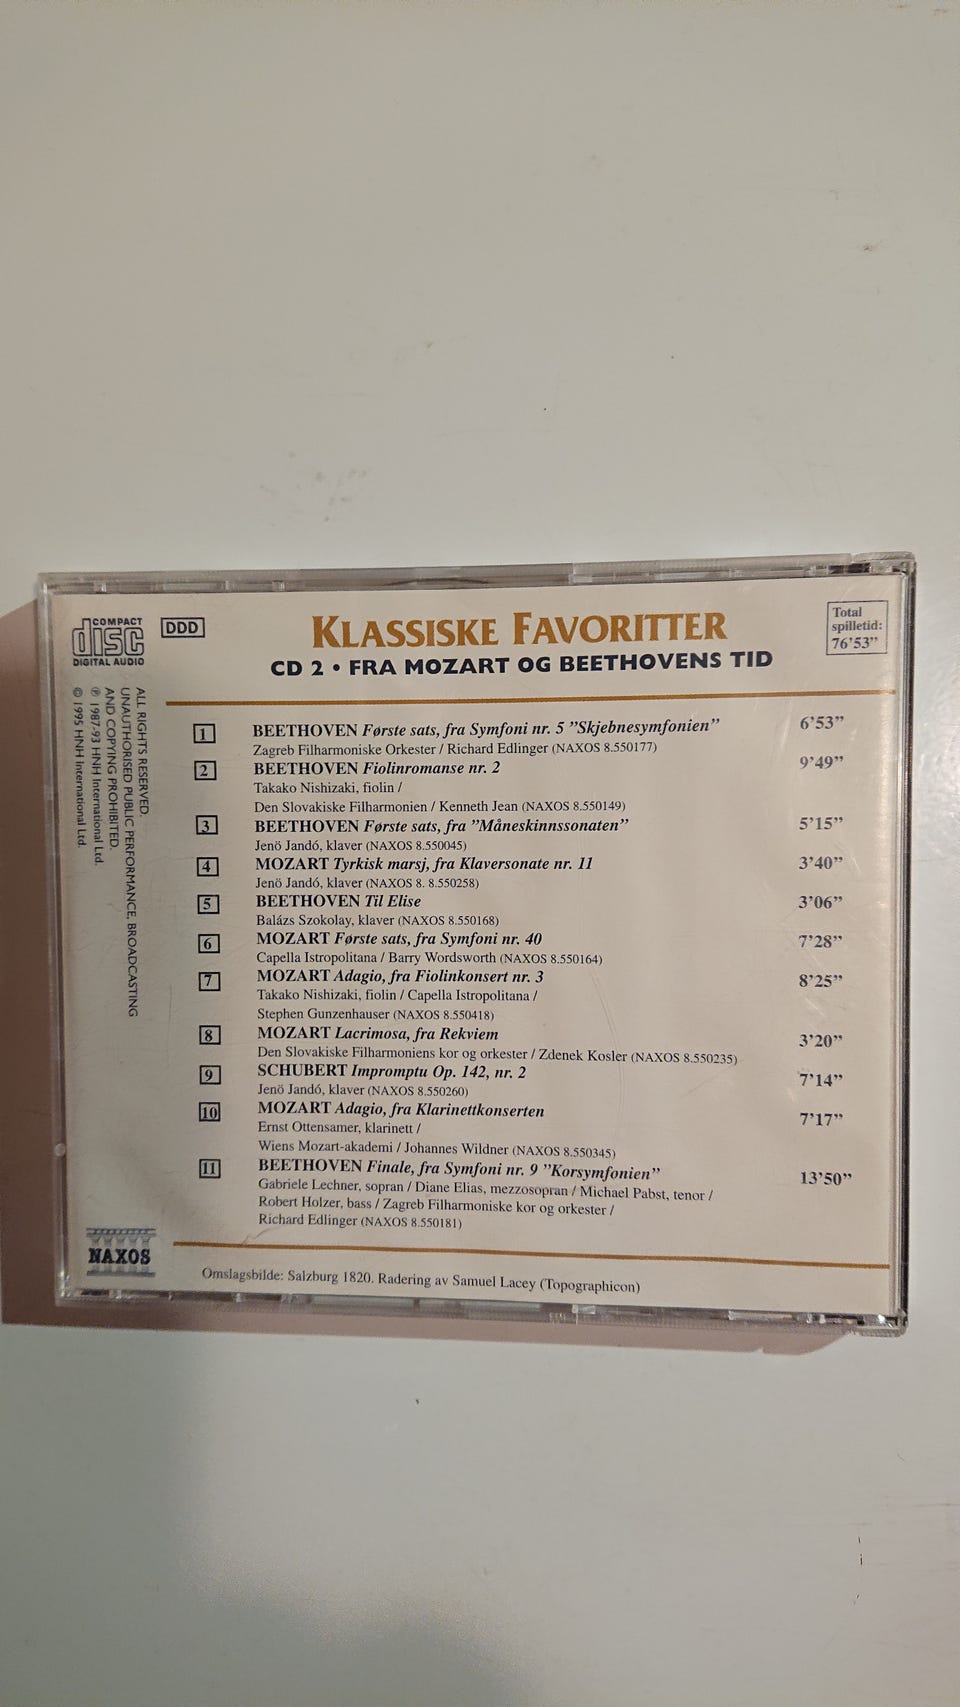 COMPACT
disc
DIGITAL AUDIO
DDD
KLASSISKE FAVORITTER
CD 2 • FRA MOZART OG BEETHOVENS TID
Total
spilletid:
76’53”
1 BEETHOVEN Første sats, fra Symfoni nr. 5 ”Skjebnesymfonien” 6’53”
Zagreb Filharmoniske Orkester / Richard Edlinger (NAXOS 8.550177)
2 BEETHOVEN Fiolinromanse nr. 2 9’49”
Takako Nishizaki, fiolin /
Den Slovakiske Filharmonien / Kenneth Jean (NAXOS 8.550149)
3 BEETHOVEN Første sats, fra ”Måneskinnssonaten” 5’15”
Jenö Jandó, klaver (NAXOS 8.550045)
4 MOZART Tyrkisk marsj, fra Klaversonate nr. 11 3’40”
Jenö Jandó, klaver (NAXOS 8. 8.550258)
5 BEETHOVEN Til Elise 3’06”
Balázs Szokolay, klaver (NAXOS 8.550168)
6 MOZART Første sats, fra Symfoni nr. 40 7’28”
Capella Istropolitana / Barry Wordsworth (NAXOS 8.550164)
7 MOZART Adagio, fra Fiolinkonsert nr. 3 8’25”
Takako Nishizaki, fiolin / Capella Istropolitana /
Stephen Gunzenhauser (NAXOS 8.550418)
8 MOZART Lacrimosa, fra Rekviem 3’20”
Den Slovakiske Filharmoniens kor og orkester / Zdenek Kosler (NAXOS 8.550235)
9 SCHUBERT Impromptu Op. 142, nr. 2 7’14”
Jenö Jandó, klaver (NAXOS 8.550260)
10 MOZART Adagio, fra Klarinettkonserten 7’17”
Ernst Ottensamer, klarinett /
Wiens Mozart-akademi / Johannes Wildner (NAXOS 8.550345)
11 BEETHOVEN Finale, fra Symfoni nr. 9 ”Korsymfonien” 13’50”
Gabriele Lechner, sopran / Diane Elias, mezzosopran / Michael Pabst, tenor /
Robert Holzer, bass / Zagreb Filharmoniske kor og orkester /
Richard Edlinger (NAXOS 8.550181)
Omslagsbilde: Salzburg 1820. Radering av Samuel Lacey (Topographicon)
ALL RIGHTS RESERVED.
UNAUTHORISED PUBLIC PERFORMANCE, BROADCASTING
AND COPYING PROHIBITED.
℗ 1987-93 HNH International Ltd.
© 1995 HNH International Ltd.
NAXOS